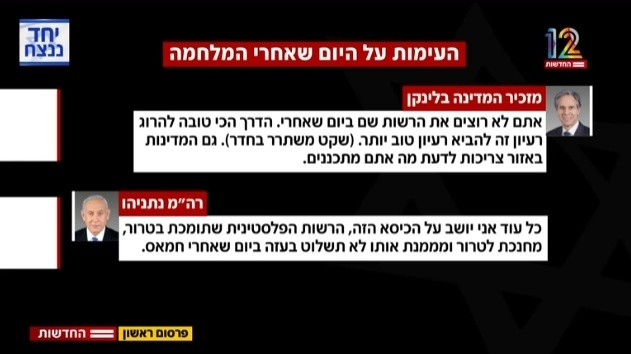 יחד
ננצח
העימות על היום שאחרי המלחמה
12
החדשות
מזכיר המדינה בלינקן
אתם לא רוצים את הרשות שם ביום שאחרי. הדרך הכי טובה להרוג
רעיון זה להביא רעיון טוב יותר. (שקט משתרר בחדר). גם המדינות
באזור צריכות לדעת מה אתם מתכננים.
רה"מ נתניהו
כל עוד אני יושב על הכיסא הזה, הרשות הפלסטינית שתומכת בטרור,
מחנכת לטרור ומממנת אותו לא תשלוט בעזה ביום שאחרי חמאס.
פרסום ראשון
החדשות